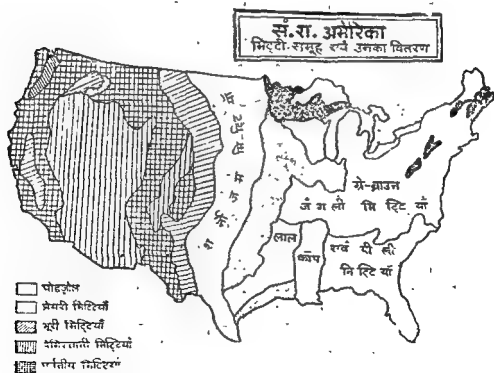 सं.रा. अमेरिका
मिट्टी-समूह एवं उनका वितरण
ग्रे-ब्राउन
जंगली मिट्टियाँ
लाल
काँप
एवं पीली
मिट्टियाँ
पोडज़ोल
प्रेयरी मिट्टियाँ
भूरी मिट्टियाँ
रेगिस्तानी मिट्टियाँ
पर्वतीय मिट्टियाँ